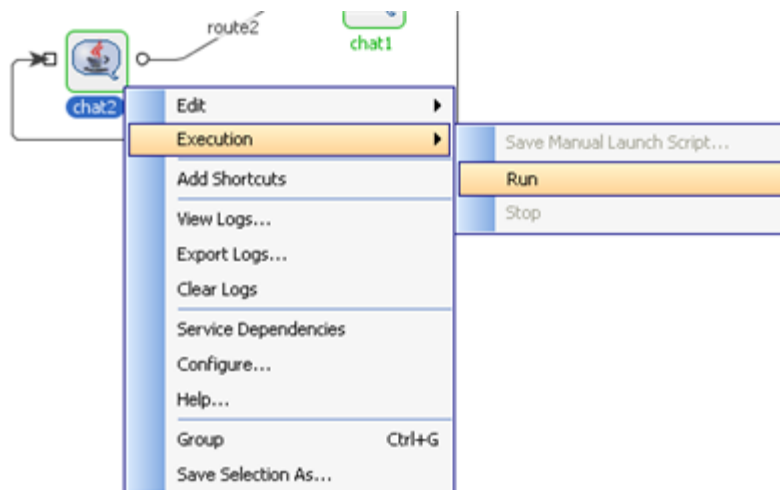 route2
chat1
chat2
Edit
Execution
Save Manual Launch Script...
Run
Stop
Add Shortcuts
View Logs...
Export Logs...
Clear Logs
Service Dependencies
Configure...
Help...
Group Ctrl+G
Save Selection As...